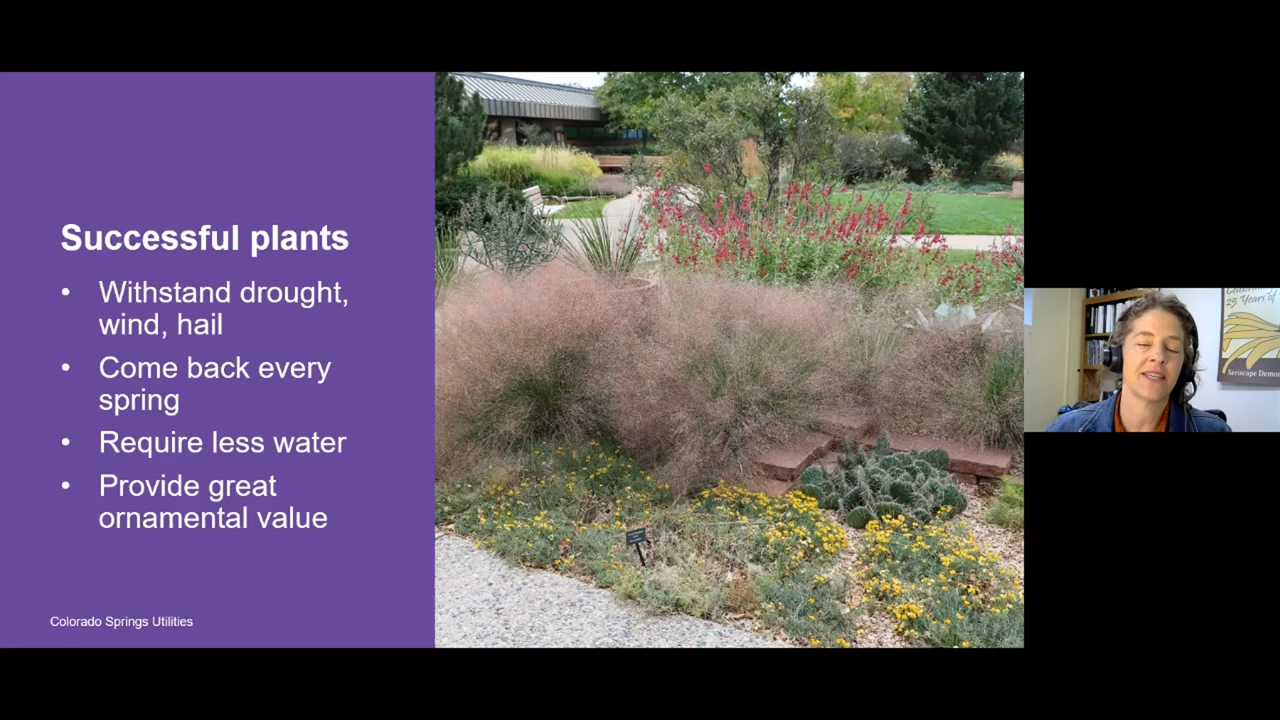 Successful plants
• Withstand drought,
wind, hail
• Come back every
spring
• Require less water
• Provide great
ornamental value
Colorado Springs Utilities
25 Years of
Xeriscape